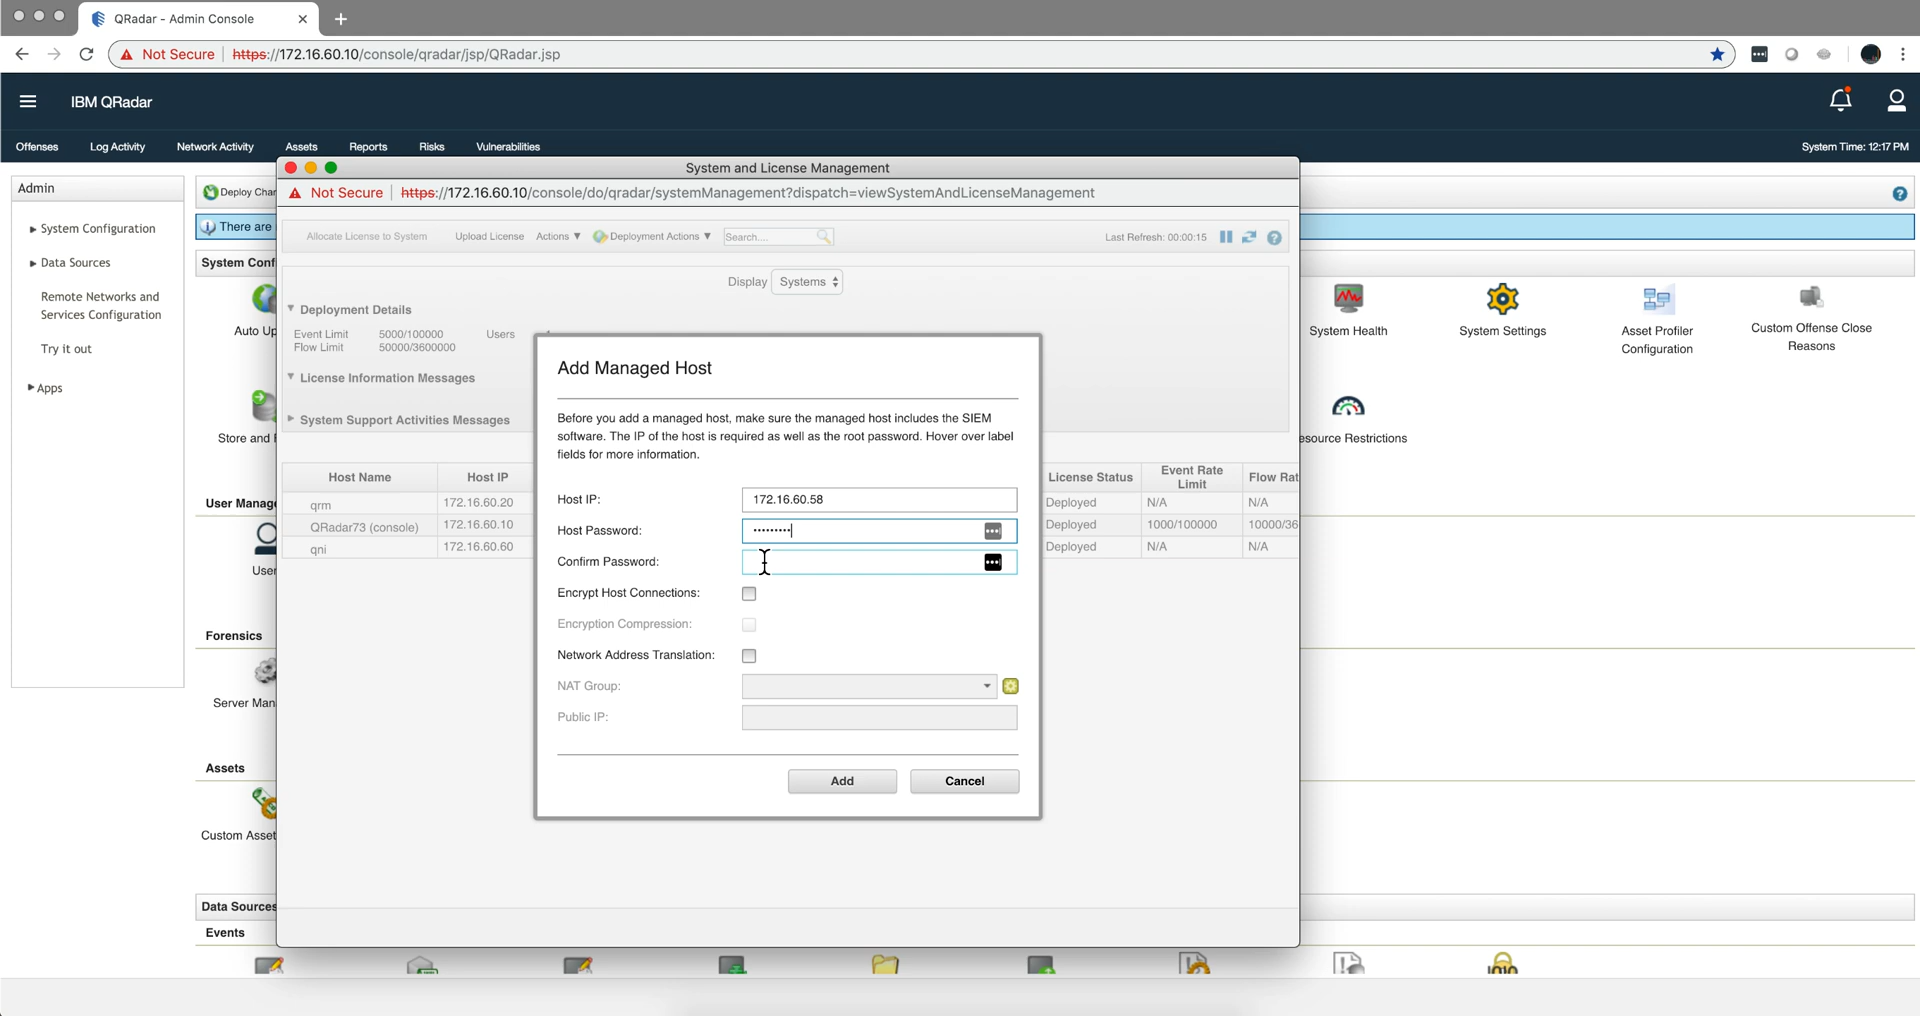 QRadar - Admin Console
Not Secure | https://172.16.60.10/console/qradar/jsp/QRadar.jsp
IBM QRadar
Offenses Log Activity Network Activity Assets Reports Risks Vulnerabilities System Time: 12:17 PM
System and License Management
Not Secure | https://172.16.60.10/console/do/qradar/systemManagement?dispatch=viewSystemAndLicenseManagement
Admin
System Configuration
Data Sources
Remote Networks and
Services Configuration
Try it out
Apps
Deploy Char
There are
System Conf
Auto Up
Store and F
User Manage
User
Forensics
Server Man
Assets
Custom Asset
Data Sources
Events
Allocate License to System Upload License Actions ▼ Deployment Actions ▼ Search.... Last Refresh: 00:00:15
Display Systems
Deployment Details
Event Limit 5000/100000 Users
Flow Limit 50000/3600000
License Information Messages
System Support Activities Messages
Host Name Host IP License Status Event Rate Limit Flow Rat
qrm 172.16.60.20 Deployed N/A N/A
QRadar73 (console) 172.16.60.10 Deployed 1000/100000 10000/36
qni 172.16.60.60 Deployed N/A N/A
Add Managed Host
Before you add a managed host, make sure the managed host includes the SIEM
software. The IP of the host is required as well as the root password. Hover over label
fields for more information.
Host IP: 172.16.60.58
Host Password: •••••••••
Confirm Password:
Encrypt Host Connections:
Encryption Compression:
Network Address Translation:
NAT Group:
Public IP:
Add Cancel
System Health
System Settings
Asset Profiler
Configuration
Custom Offense Close
Reasons
esource Restrictions